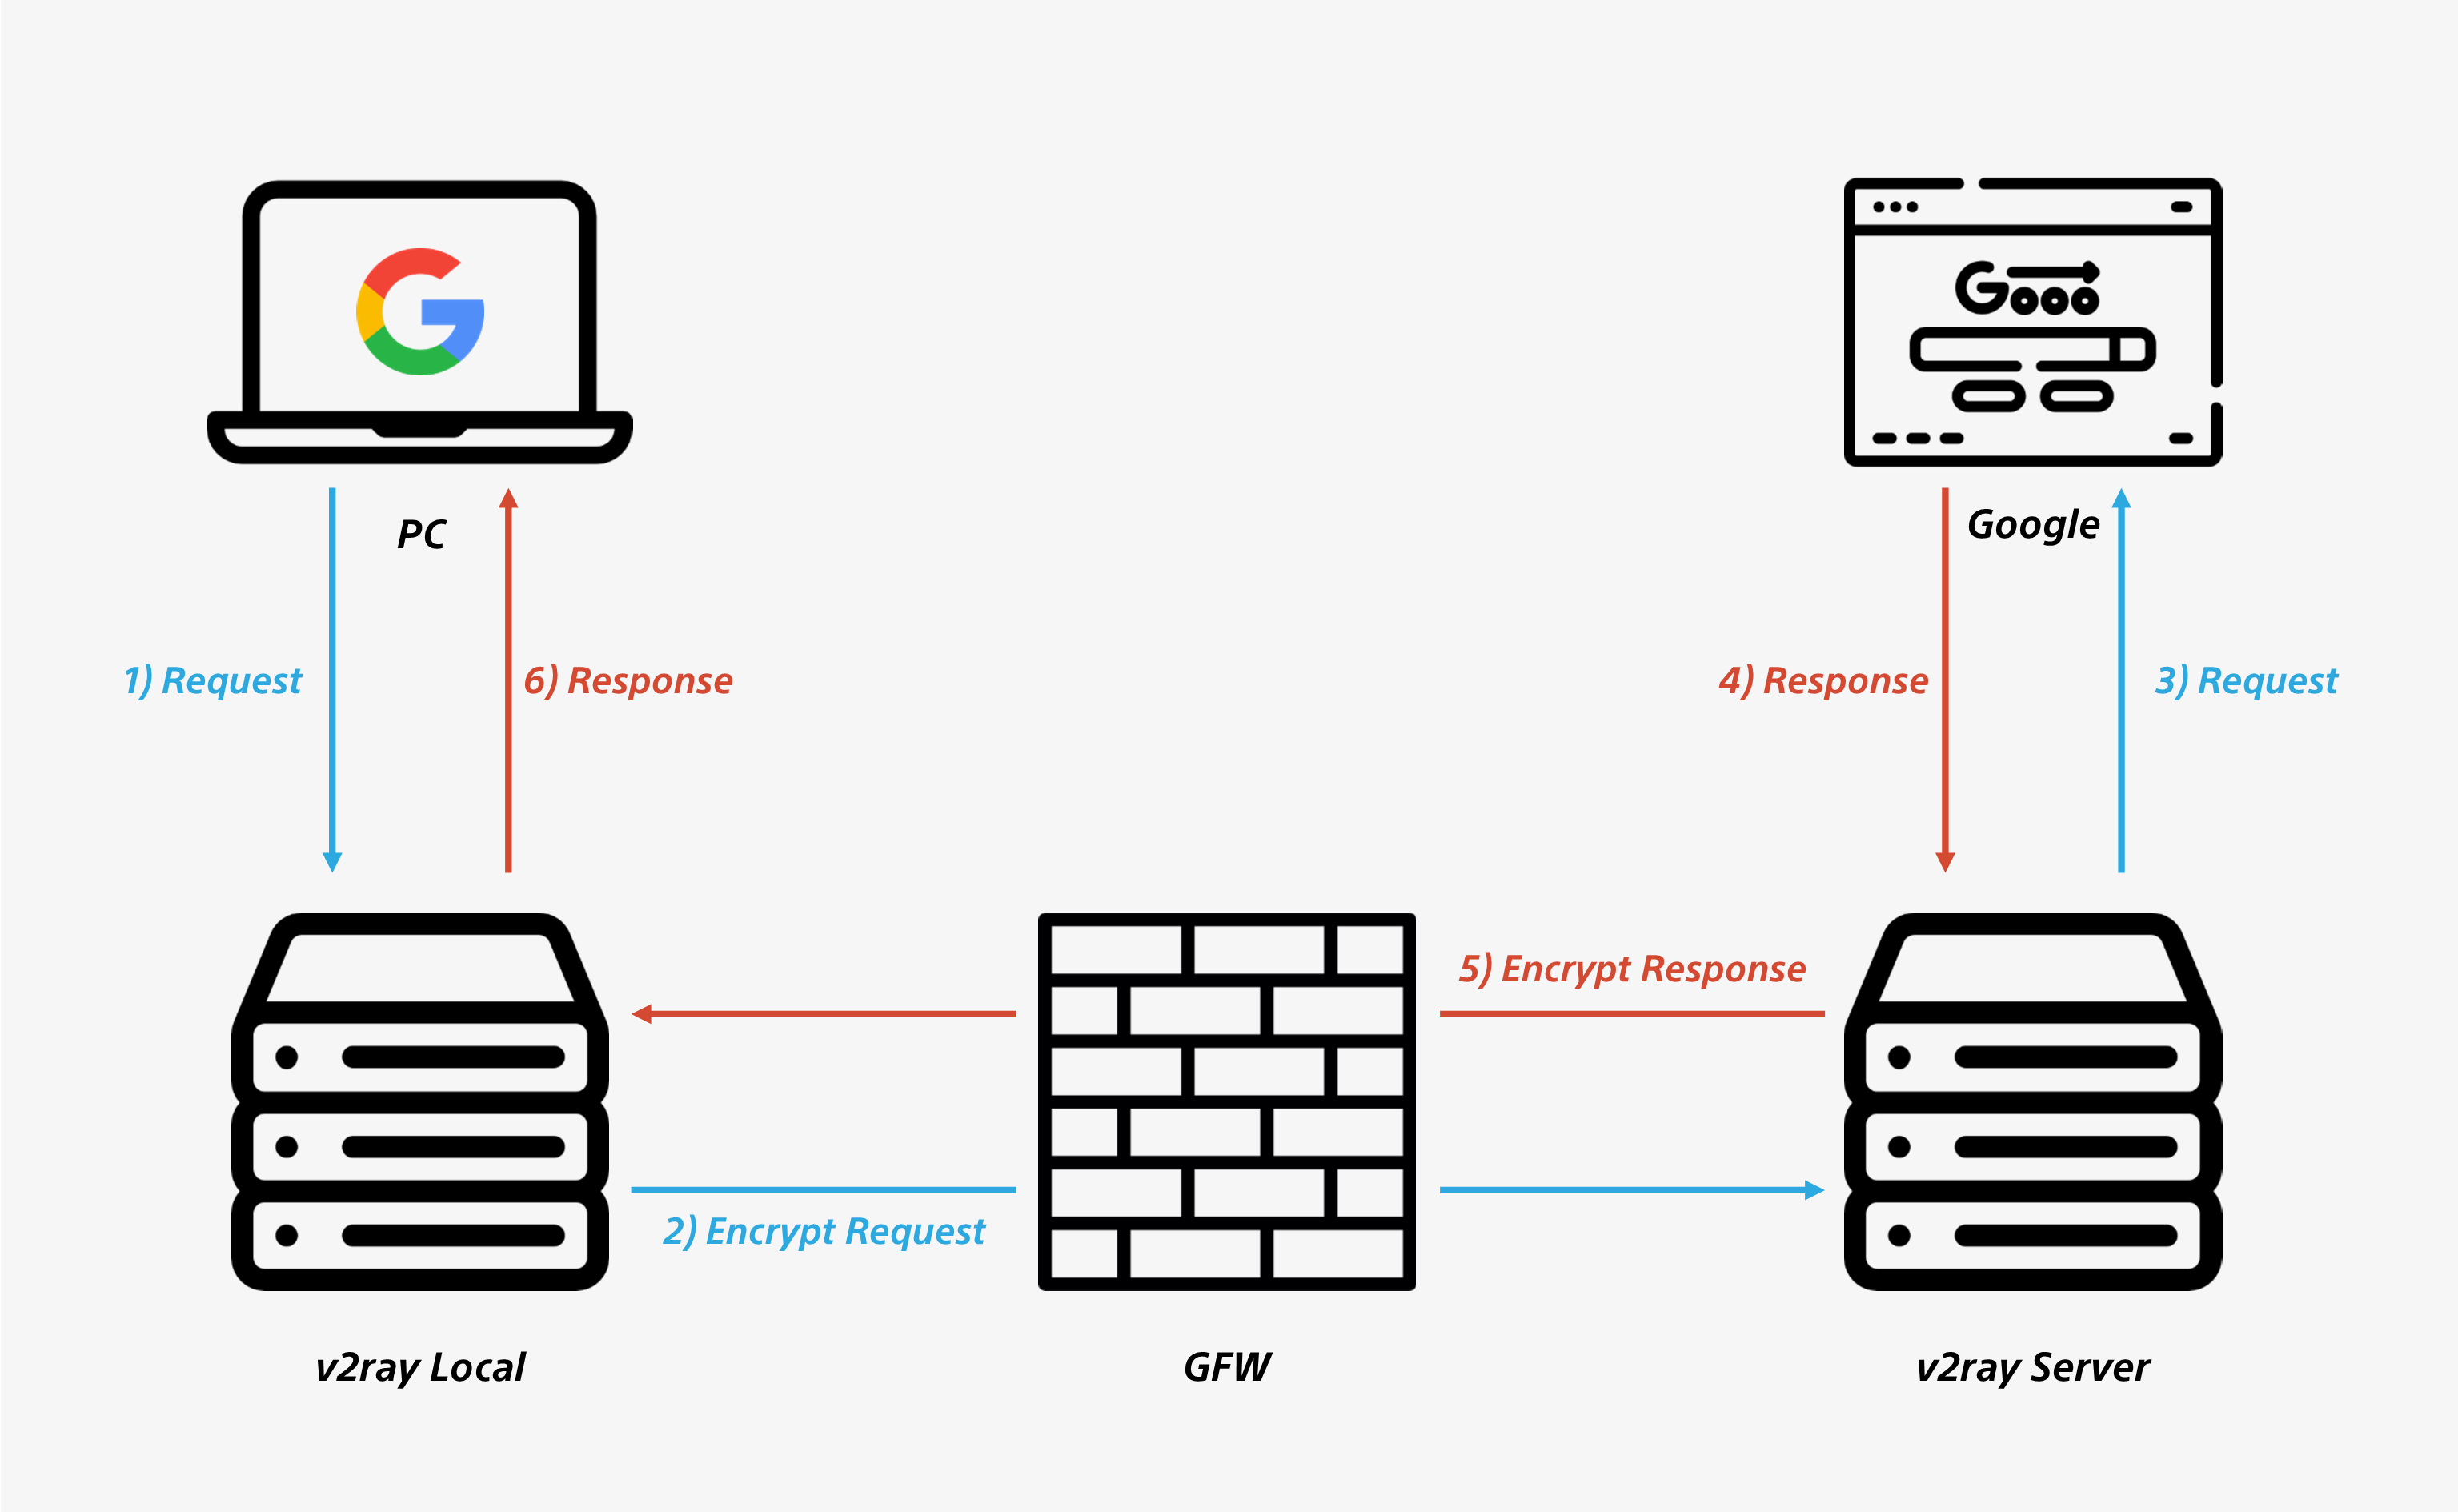 PC
Google
1) Request
6) Response
4) Response
3) Request
5) Encrypt Response
2) Encrypt Request
v2ray Local
GFW
v2ray Server